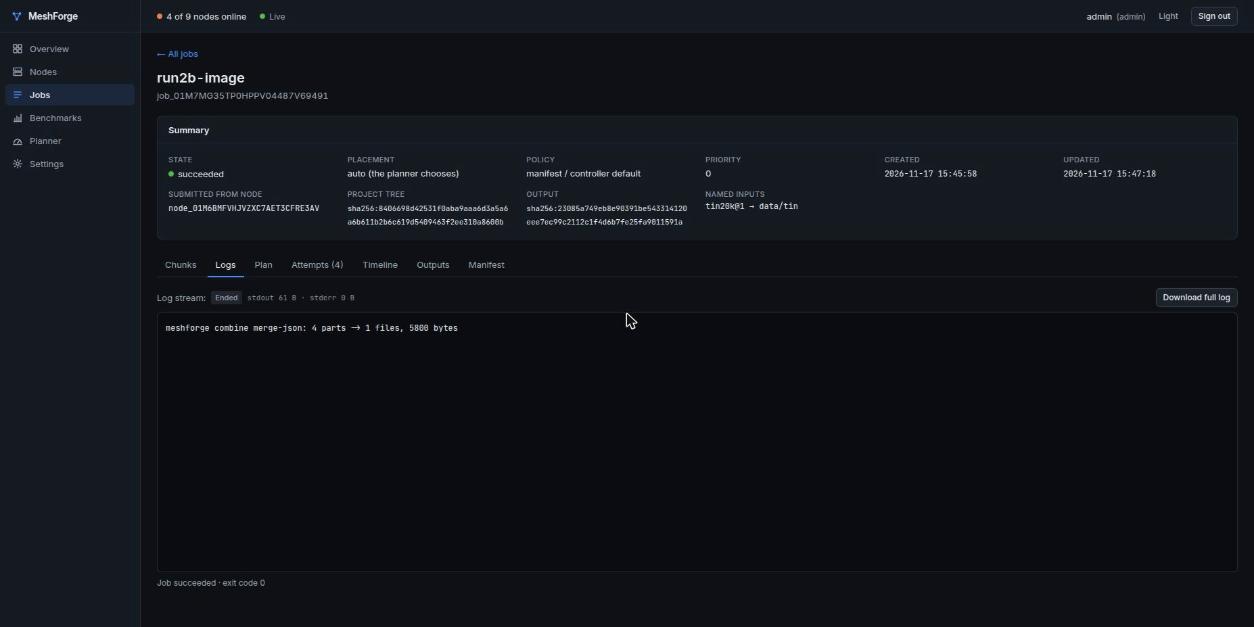 MeshForge
4 of 9 nodes online
Live
admin (admin)
Light
Sign out
Overview
Nodes
Jobs
Benchmarks
Planner
Settings
← All jobs
run2b-image
job_01M7MG35TP0HPPV04487V69491
Summary
STATE
succeeded
PLACEMENT
auto (the planner chooses)
POLICY
manifest / controller default
PRIORITY
0
CREATED
2026-11-17 15:45:58
UPDATED
2026-11-17 15:47:18
SUBMITTED FROM NODE
node_01M6BMFVHJVZXC7AET3CFRE3AV
PROJECT TREE
sha256:8406698d42531f0aba9aaa6d3a5a6
a6b611b2b6c619d5409463f2ee310a8600b
OUTPUT
sha256:23085a749eb8e90391be543314120
eee7ec99c2112c1f4d6b7fe25fa9011591a
NAMED INPUTS
tin20k@1 → data/tin
Chunks
Logs
Plan
Attempts (4)
Timeline
Outputs
Manifest
Log stream:
Ended
stdout 61 B · stderr 0 B
Download full log
meshforge combine merge-json: 4 parts → 1 files, 5800 bytes
Job succeeded · exit code 0